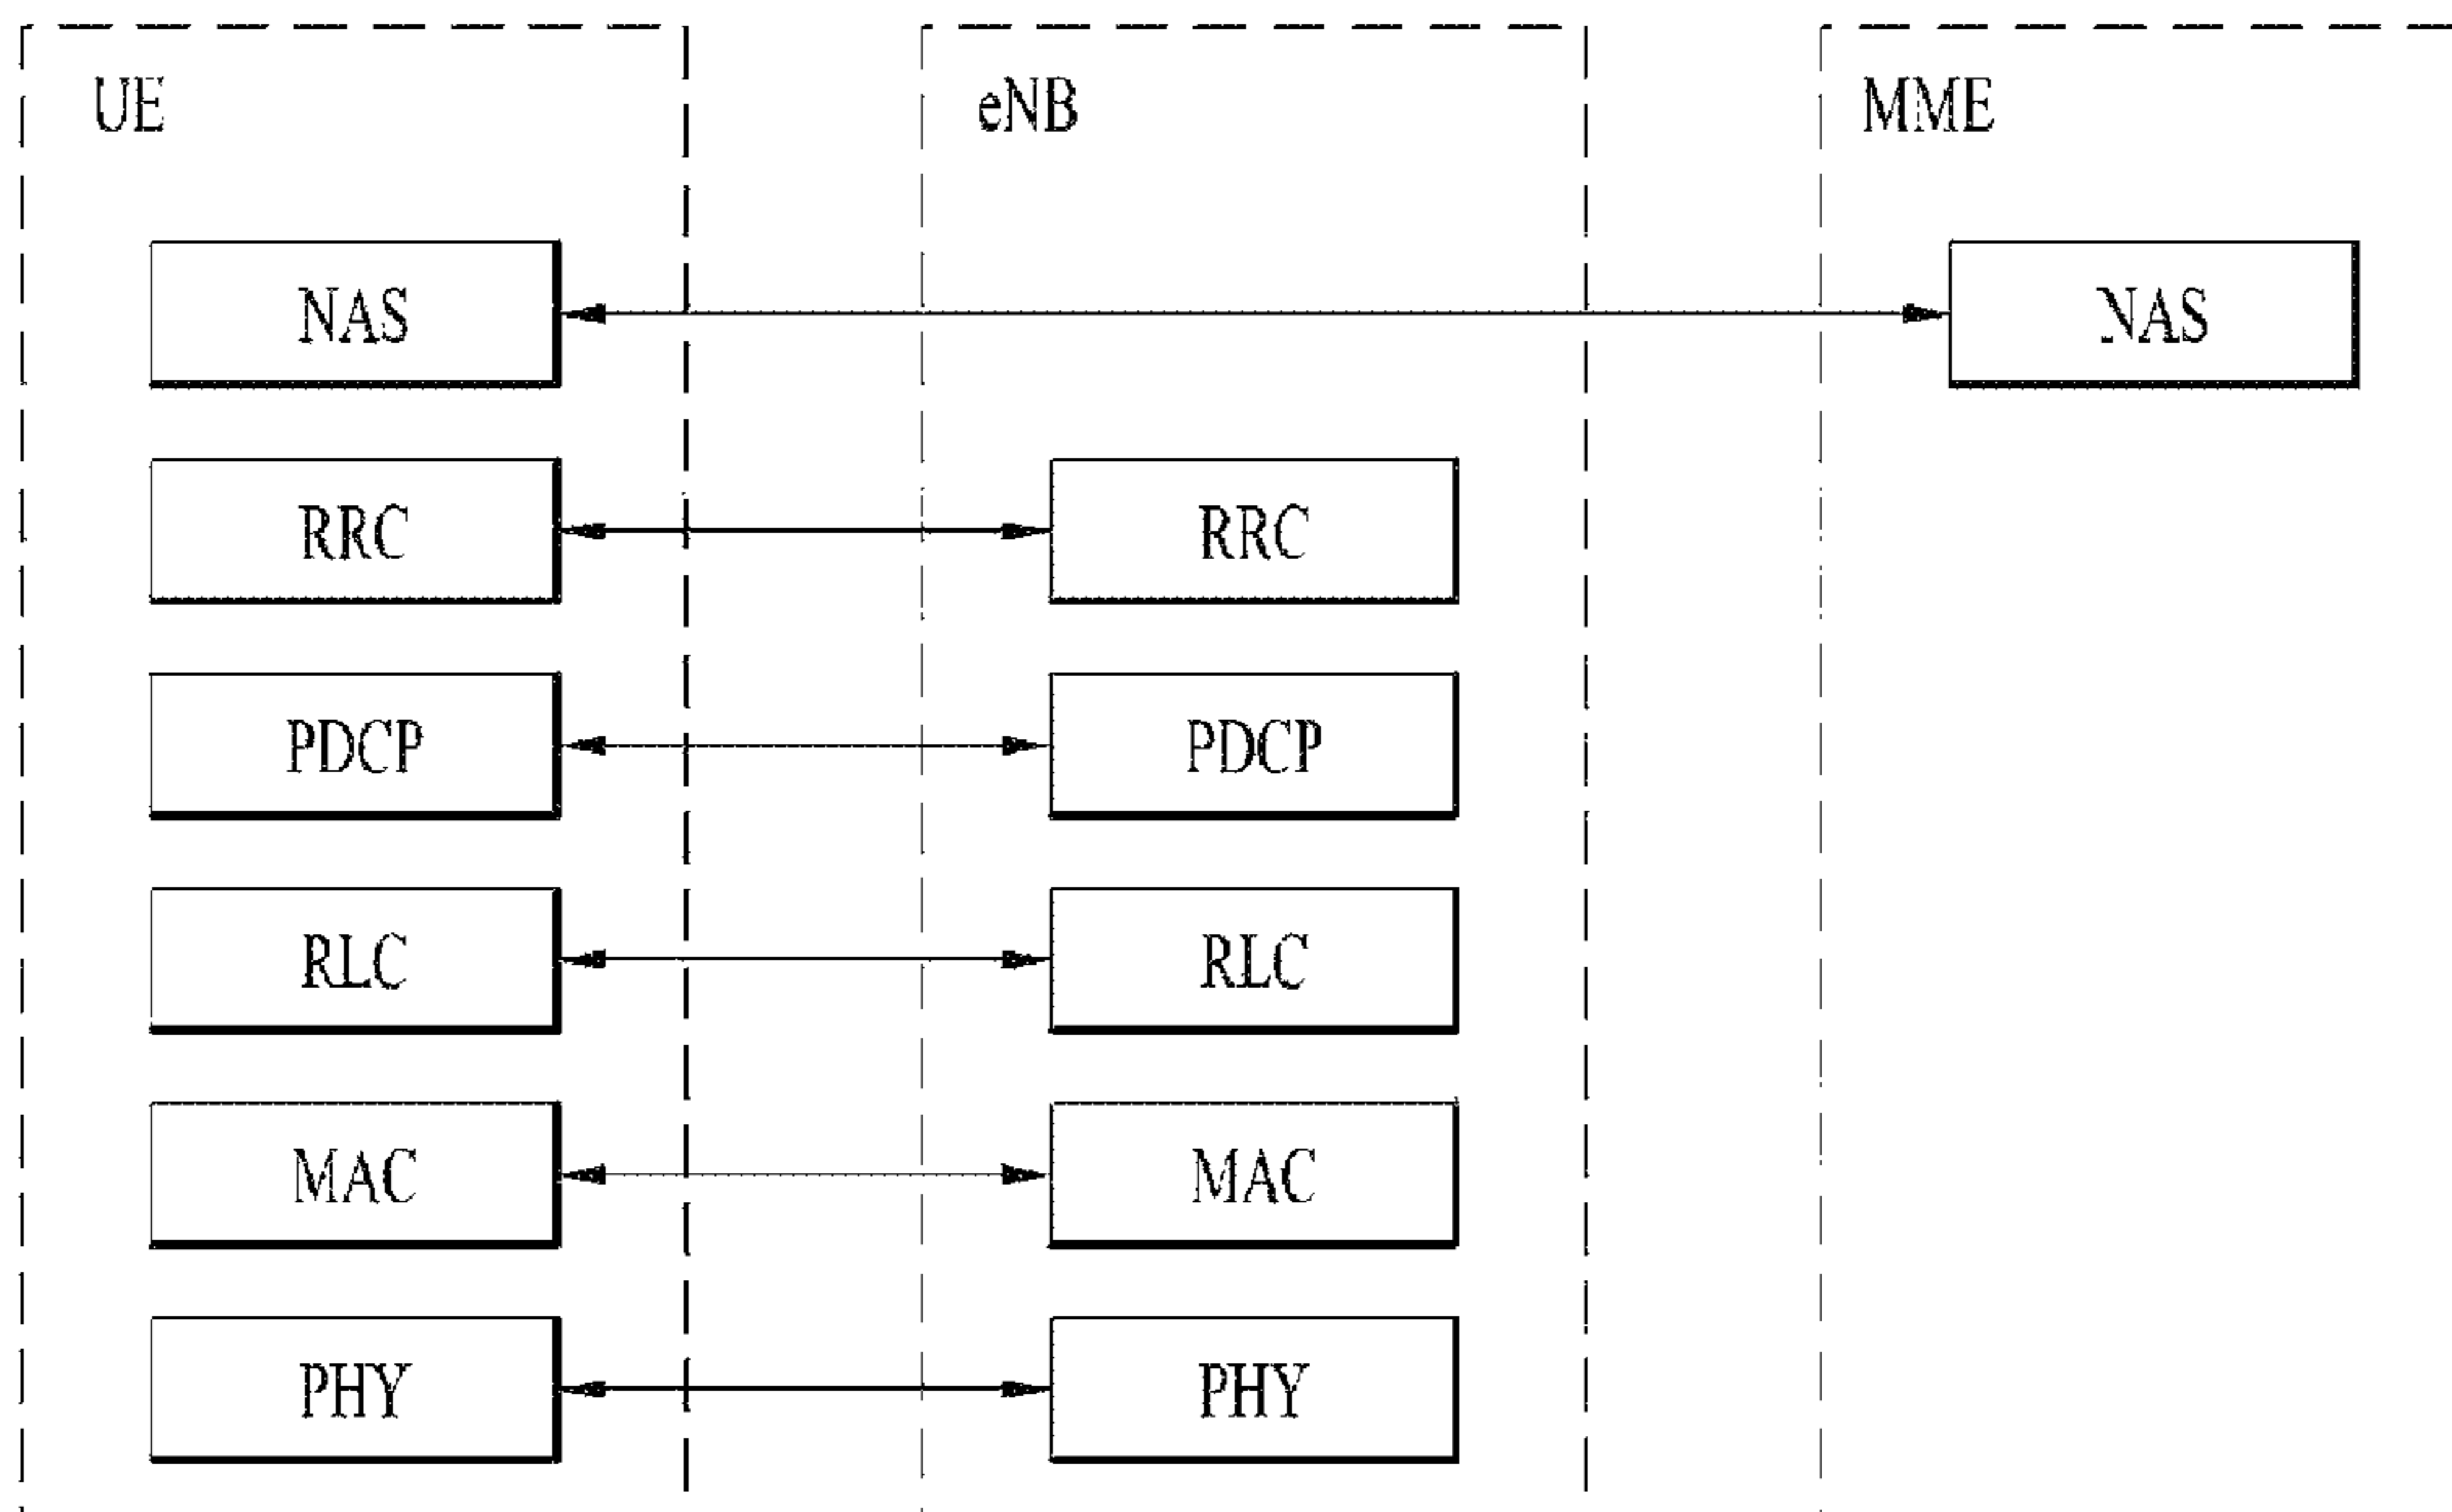 UE eNB MME
NAS NAS
RRC RRC
PDCP PDCP
RLC RLC
MAC MAC
PHY PHY